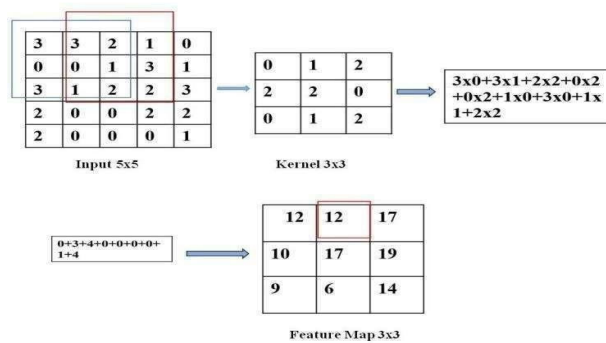 3 3 2 1 0
0 0 1 3 1
3 1 2 2 3
2 0 0 2 2
2 0 0 0 1
Input 5x5
0 1 2
2 2 0
0 1 2
Kernel 3x3
3x0+3x1+2x2+0x2
+0x2+1x0+3x0+1x
1+2x2
0+3+4+0+0+0+0+
1+4
12 12 17
10 17 19
9 6 14
Feature Map 3x3